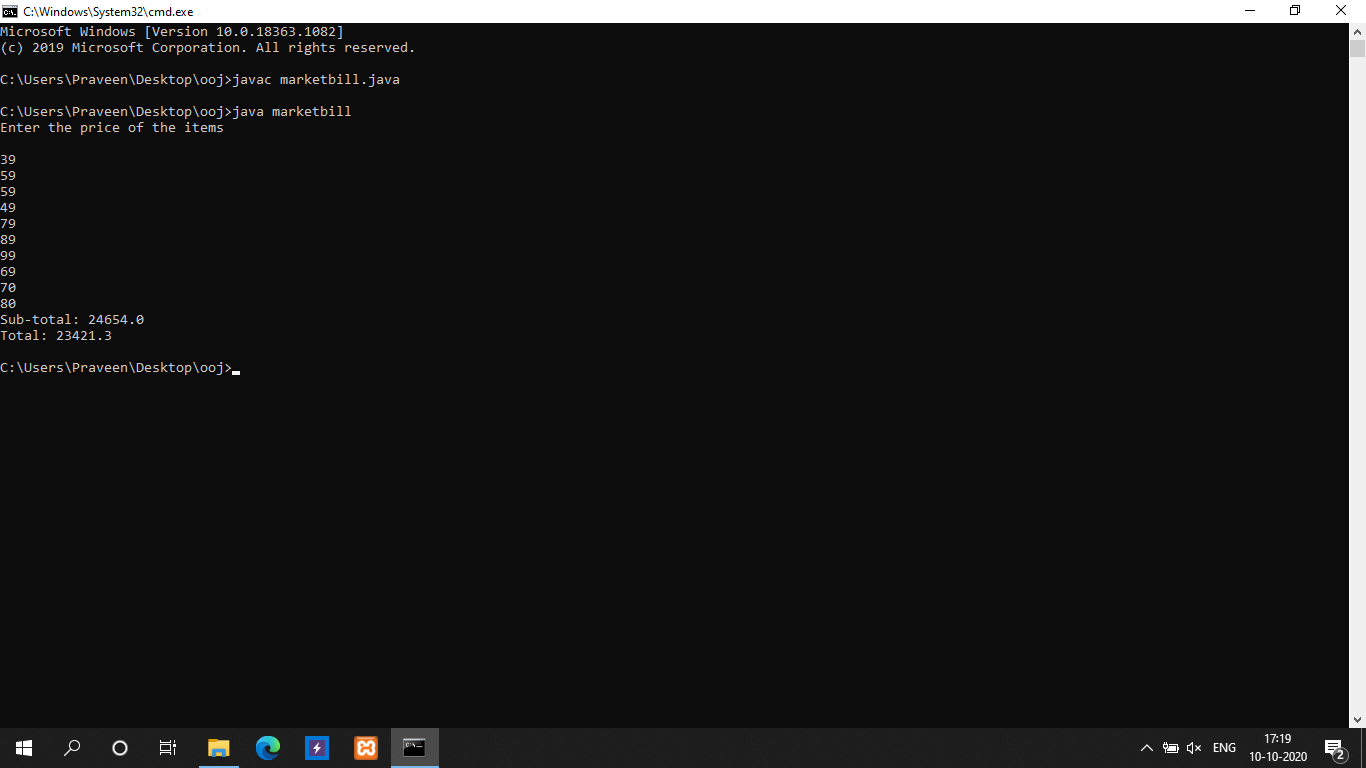 C:\Windows\System32\cmd.exe
Microsoft Windows [Version 10.0.18363.1082]
(c) 2019 Microsoft Corporation. All rights reserved.
C:\Users\Praveen\Desktop\ooj>javac marketbill.java
C:\Users\Praveen\Desktop\ooj>java marketbill
Enter the price of the items
39
59
59
49
79
89
99
69
70
80
Sub-total: 24654.0
Total: 23421.3
C:\Users\Praveen\Desktop\ooj>
ENG
17:19
10-10-2020
2